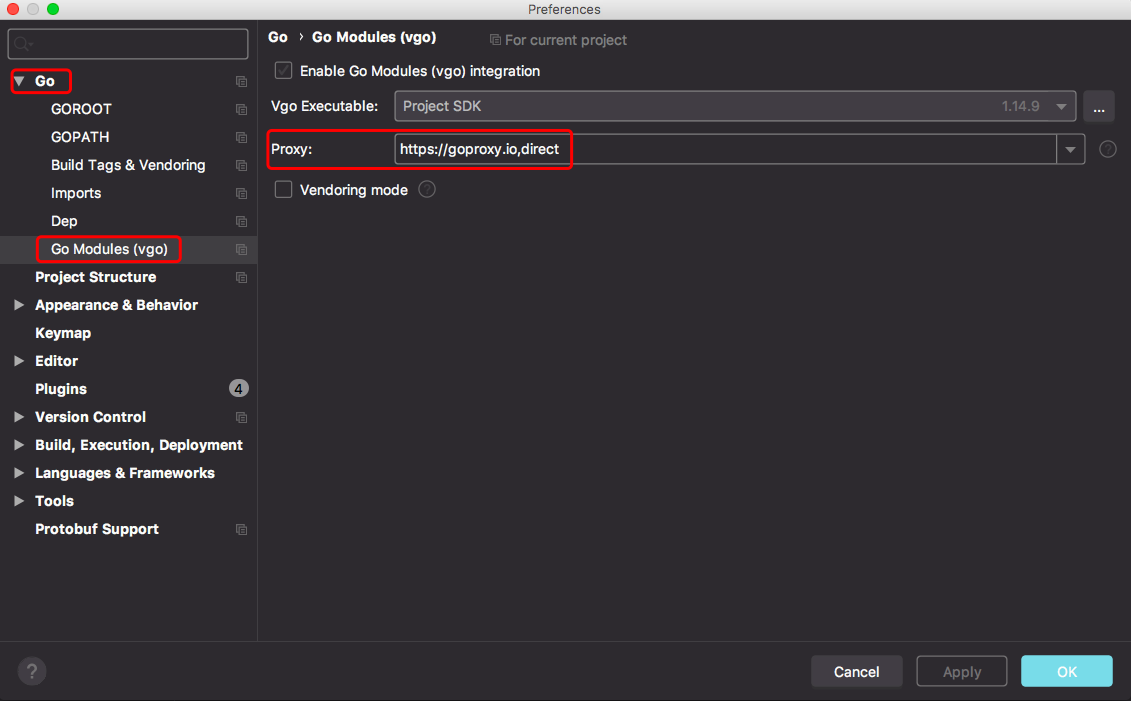 Preferences
Go
GOROOT
GOPATH
Build Tags & Vendoring
Imports
Dep
Go Modules (vgo)
Project Structure
Appearance & Behavior
Keymap
Editor
Plugins 4
Version Control
Build, Execution, Deployment
Languages & Frameworks
Tools
Protobuf Support
Go › Go Modules (vgo) For current project
Enable Go Modules (vgo) integration
Vgo Executable: Project SDK 1.14.9 ...
Proxy: https://goproxy.io,direct ?
Vendoring mode ?
? Cancel Apply OK